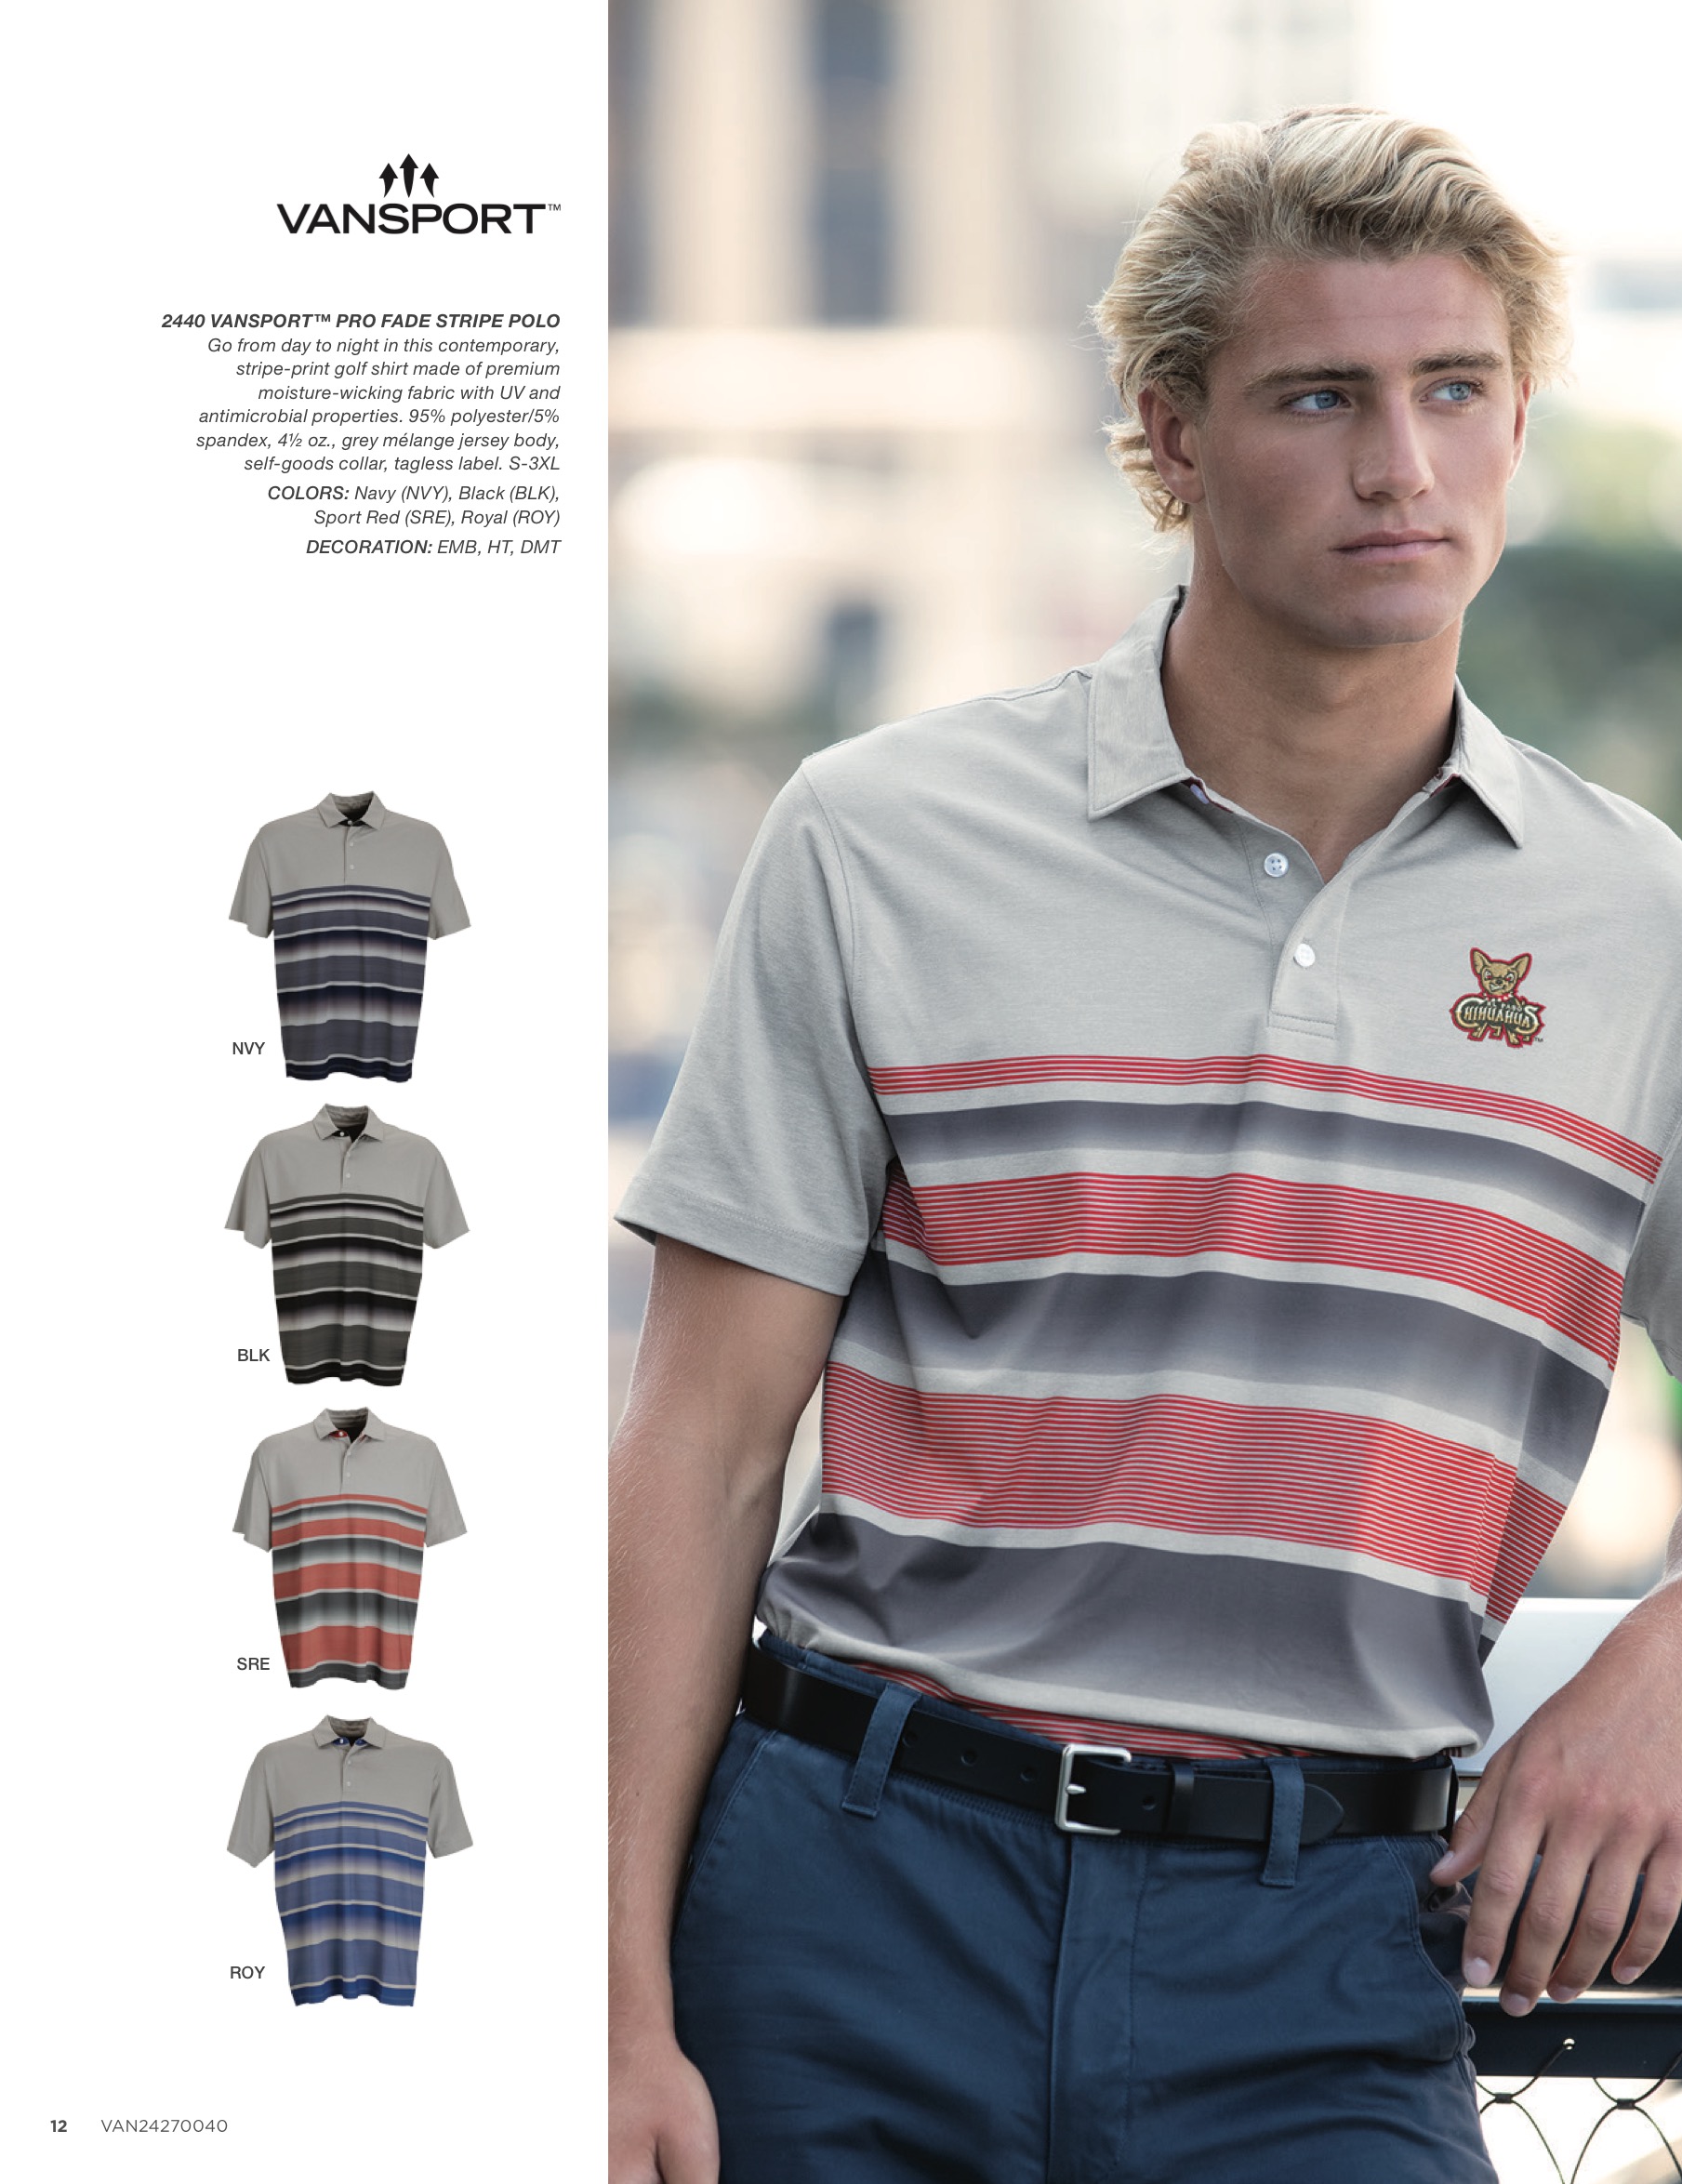 VANSPORT™
2440 VANSPORT™ PRO FADE STRIPE POLO
Go from day to night in this contemporary,
stripe-print golf shirt made of premium
moisture-wicking fabric with UV and
antimicrobial properties. 95% polyester/5%
spandex, 4½ oz., grey mélange jersey body,
self-goods collar, tagless label. S-3XL
COLORS: Navy (NVY), Black (BLK),
Sport Red (SRE), Royal (ROY)
DECORATION: EMB, HT, DMT
EL PASO
CHIHUAHUAS
™
NVY
BLK
SRE
ROY
12 VAN24270040